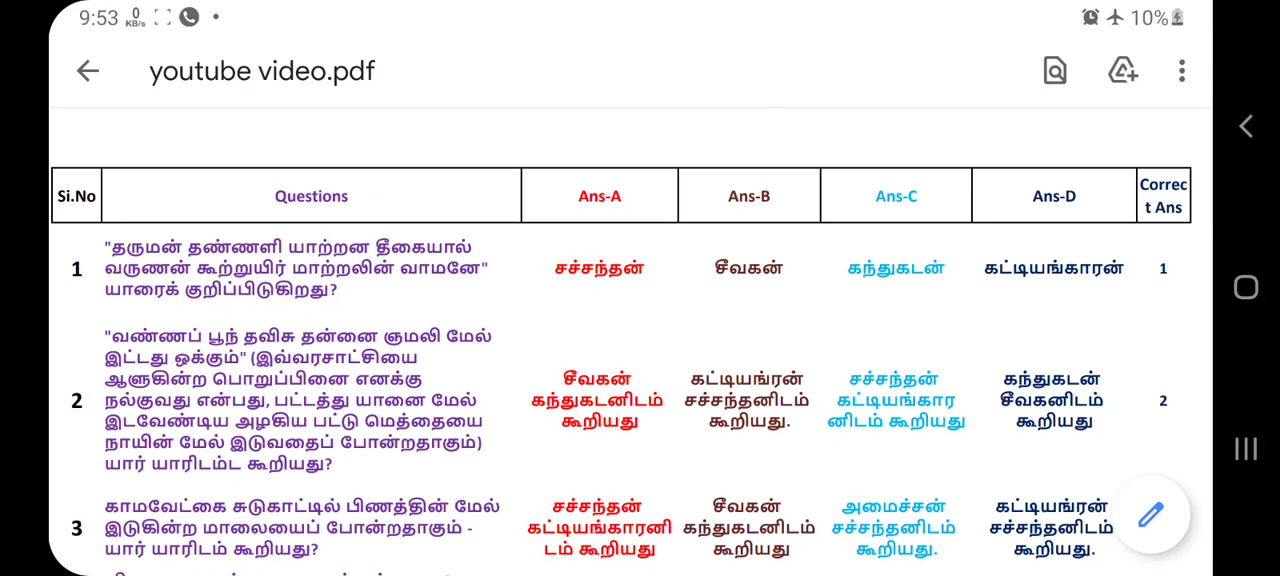 9:53 0 KB/s 10%
youtube video.pdf
Si.No Questions Ans-A Ans-B Ans-C Ans-D Correc
t Ans
"தருமன் தண்ணளி யாற்றன தீகையால்
1 வருணன் கூற்றுயிர் மாற்றலின் வாமனே" சச்சந்தன் சீவகன் கந்துகடன் கட்டியங்காரன் 1
யாரைக் குறிப்பிடுகிறது?
"வண்ணப் பூந் தவிசு தன்னை ஞமலி மேல்
இட்டது ஒக்கும்" (இவ்வரசாட்சியை
ஆளுகின்ற பொறுப்பினை எனக்கு சீவகன் கட்டியங்ரன் சச்சந்தன் கந்துகடன்
2 நல்குவது என்பது, பட்டத்து யானை மேல் கந்துகடனிடம் சச்சந்தனிடம் கட்டியங்கார சீவகனிடம் 2
இடவேண்டிய அழகிய பட்டு மெத்தையை கூறியது கூறியது. னிடம் கூறியது கூறியது
நாயின் மேல் இடுவதைப் போன்றதாகும்)
யார் யாரிடம்ட கூறியது?
காமவேட்கை சுடுகாட்டில் பிணத்தின் மேல் சச்சந்தன் சீவகன் அமைச்சன் கட்டியங்ரன்
3 இடுகின்ற மாலையைப் போன்றதாகும் - கட்டியங்காரனி கந்துகடனிடம் சச்சந்தனிடம் சச்சந்தனிடம்
யார் யாரிடம் கூறியது? டம் கூறியது கூறியது கூறியது. கூறியது.